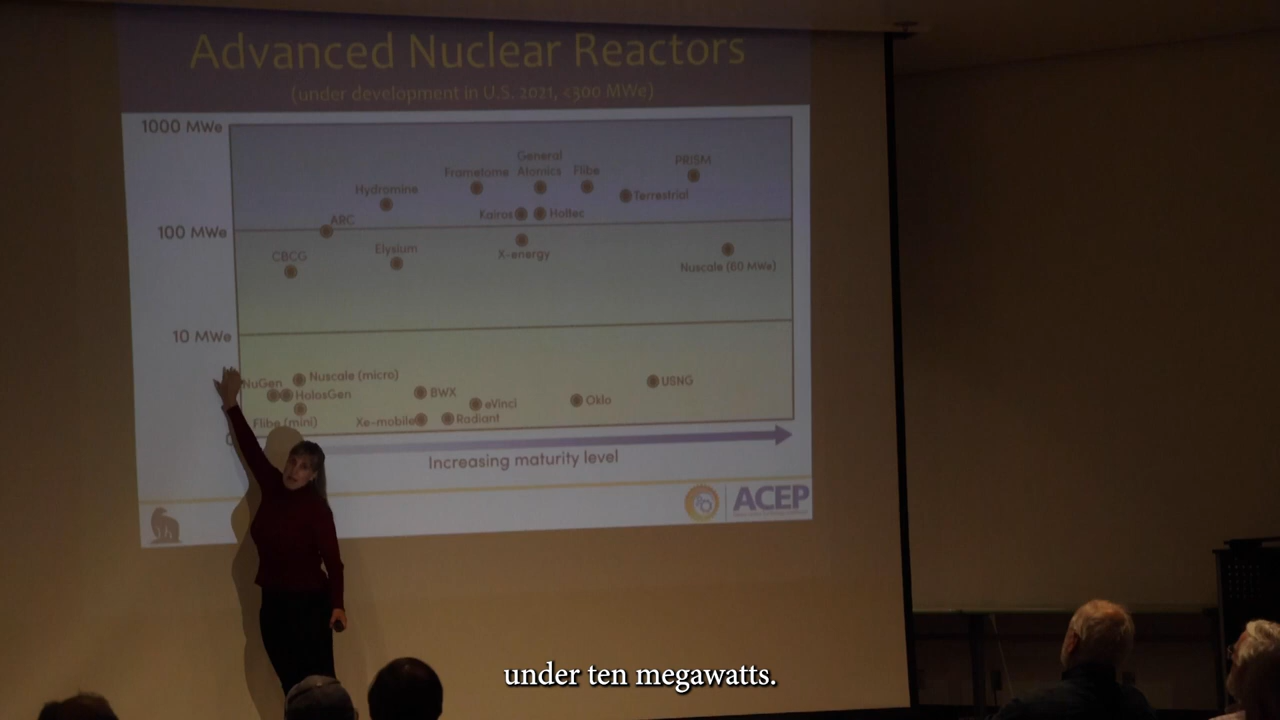 Advanced Nuclear Reactors
(under development in U.S. 2021, <300 MWe)
1000 MWe
General
Atomics
Framatome
Flibe
PRISM
Hydromine
Terrestrial
Kairos
Holtec
ARC
100 MWe
CBCG
Elysium
X-energy
Nuscale (60 MWe)
10 MWe
NuGen
Nuscale (micro)
HolosGen
BWX
eVinci
Oklo
USNG
Flibe (mini)
Xe-mobile
Radiant
0
Increasing maturity level
ACEP
under ten megawatts.